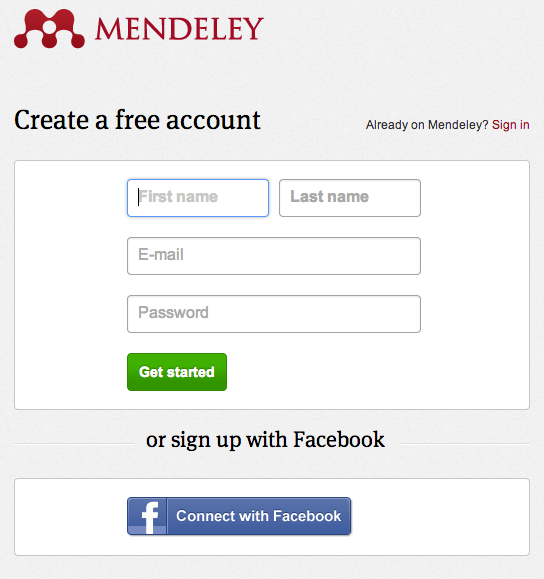 MENDELEY
Create a free account
Already on Mendeley? Sign in
First name Last name
E-mail
Password
Get started
or sign up with Facebook
f Connect with Facebook